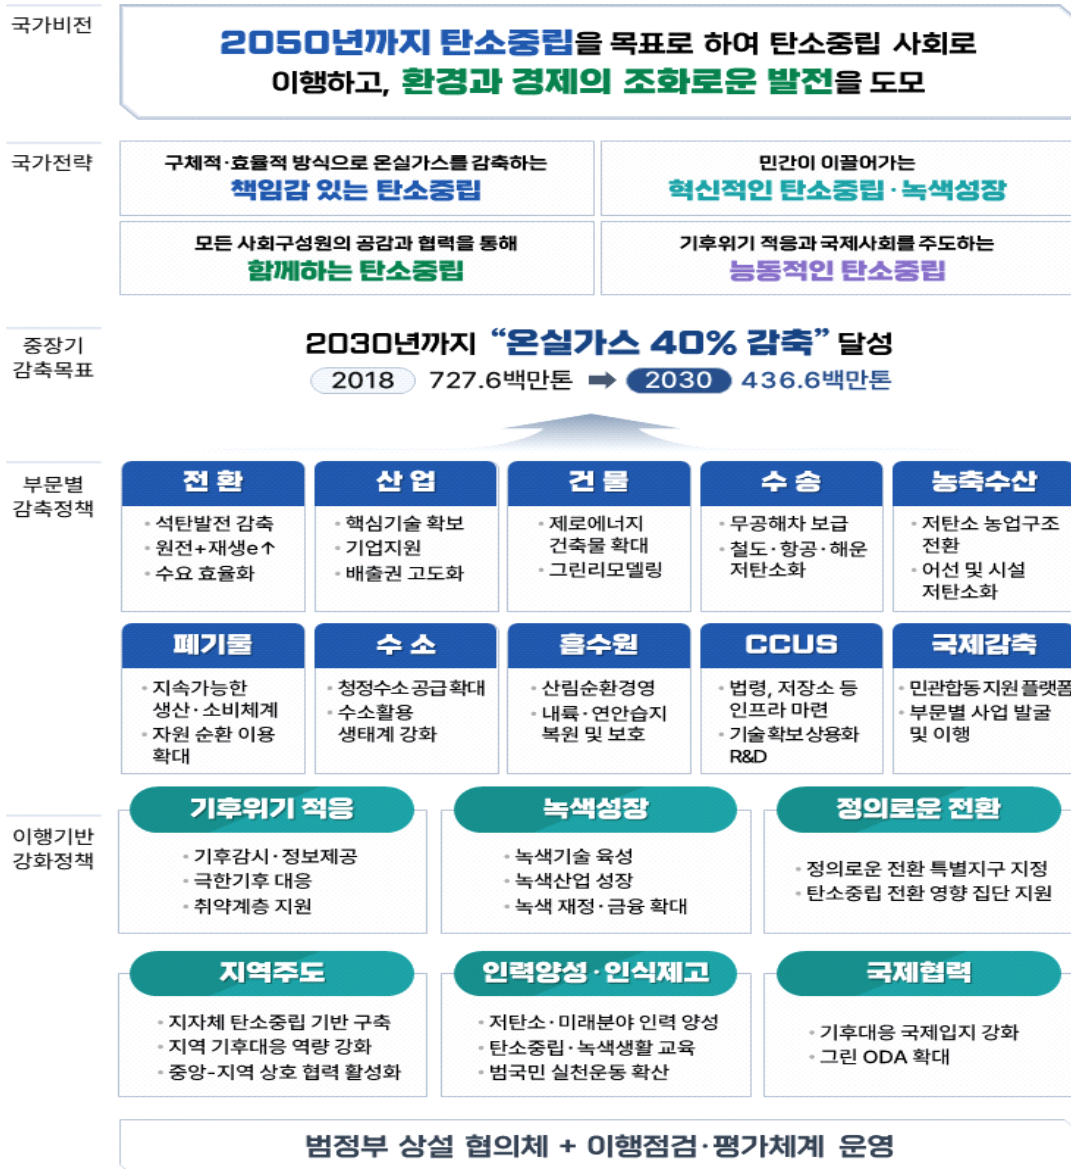 국가비전
2050년까지 탄소중립을 목표로 하여 탄소중립 사회로
이행하고, 환경과 경제의 조화로운 발전을 도모
국가전략
구체적·효율적 방식으로 온실가스를 감축하는
책임감 있는 탄소중립
민간이 이끌어가는
혁신적인 탄소중립·녹색성장
모든 사회구성원의 공감과 협력을 통해
함께하는 탄소중립
기후위기 적응과 국제사회를 주도하는
능동적인 탄소중립
중장기
감축목표
2030년까지 “온실가스 40% 감축” 달성
2018 727.6백만톤 ➡ 2030 436.6백만톤
부문별
감축정책
전 환
• 석탄발전 감축
• 원전+재생e↑
• 수요 효율화
산 업
• 핵심기술 확보
• 기업지원
• 배출권 고도화
건 물
• 제로에너지
건축물 확대
• 그린리모델링
수 송
• 무공해차 보급
• 철도·항공·해운
저탄소화
농축수산
• 저탄소 농업구조
전환
• 어선 및 시설
저탄소화
폐기물
• 지속가능한
생산·소비체계
• 자원 순환 이용
확대
수 소
• 청정수소 공급 확대
• 수소활용
생태계 강화
흡수원
• 산림순환경영
• 내륙·연안습지
복원 및 보호
CCUS
• 법령, 저장소 등
인프라 마련
• 기술확보 상용화
R&D
국제감축
• 민관합동 지원 플랫폼
• 부문별 사업 발굴
및 이행
이행기반
강화정책
기후위기 적응
• 기후감시·정보제공
• 극한기후 대응
• 취약계층 지원
녹색성장
• 녹색기술 육성
• 녹색산업 성장
• 녹색 재정·금융 확대
정의로운 전환
• 정의로운 전환 특별지구 지정
• 탄소중립 전환 영향 집단 지원
지역주도
• 지자체 탄소중립 기반 구축
• 지역 기후대응 역량 강화
• 중앙-지역 상호 협력 활성화
인력양성·인식제고
• 저탄소·미래분야 인력 양성
• 탄소중립·녹색생활 교육
• 범국민 실천운동 확산
국제협력
• 기후대응 국제입지 강화
• 그린 ODA 확대
범정부 상설 협의체 + 이행점검·평가체계 운영